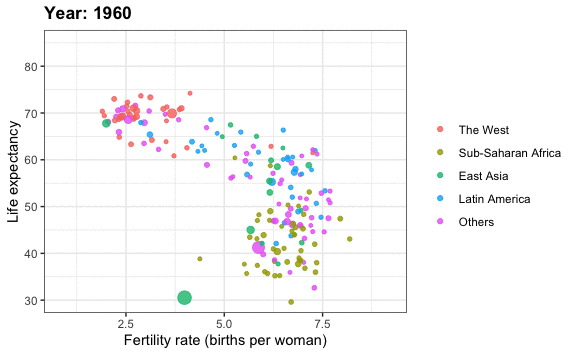 Year: 1960
80
70
60
50
40
30
2.5
5.0
7.5
Life expectancy
Fertility rate (births per woman)
The West
Sub-Saharan Africa
East Asia
Latin America
Others